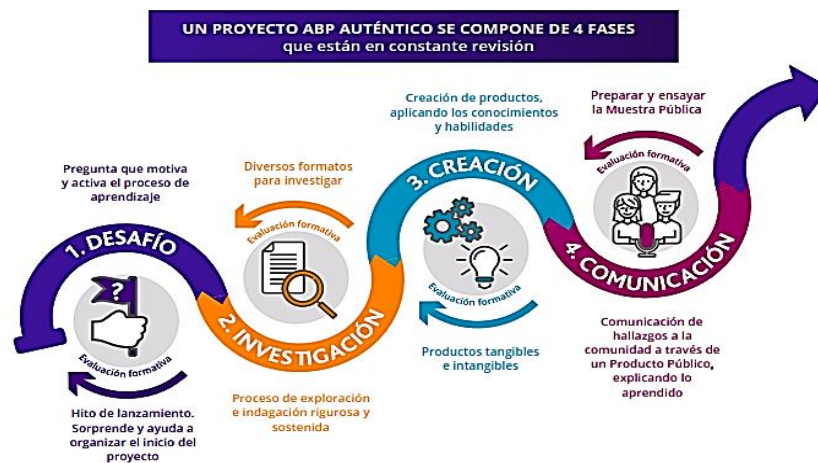 UN PROYECTO ABP AUTÉNTICO SE COMPONE DE 4 FASES
que están en constante revisión
Pregunta que motiva
y activa el proceso de
aprendizaje
1. DESAFÍO
?
Evaluación formativa
Hito de lanzamiento.
Sorprende y ayuda a
organizar el inicio del
proyecto
Diversos formatos
para investigar
Evaluación formativa
2. INVESTIGACIÓN
Proceso de exploración
e indagación rigurosa y
sostenida
Creación de productos,
aplicando los conocimientos
y habilidades
3. CREACIÓN
Evaluación formativa
Productos tangibles
e intangibles
Preparar y ensayar
la Muestra Pública
Evaluación formativa
4. COMUNICACIÓN
Comunicación de
hallazgos a la
comunidad a través de
un Producto Público,
explicando lo
aprendido